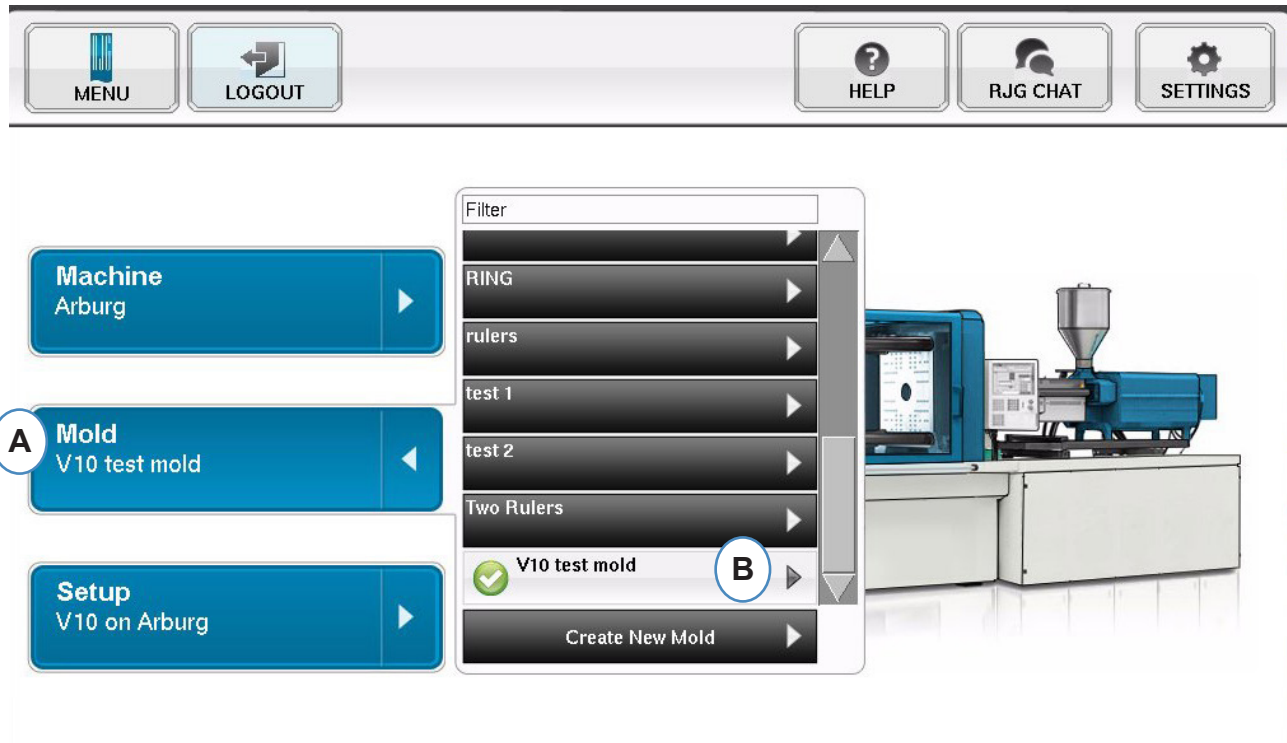 MENU
LOGOUT
HELP
RJG CHAT
SETTINGS
Machine
Arburg
A
Mold
V10 test mold
Setup
V10 on Arburg
Filter
RING
rulers
test 1
test 2
Two Rulers
V10 test mold
B
Create New Mold